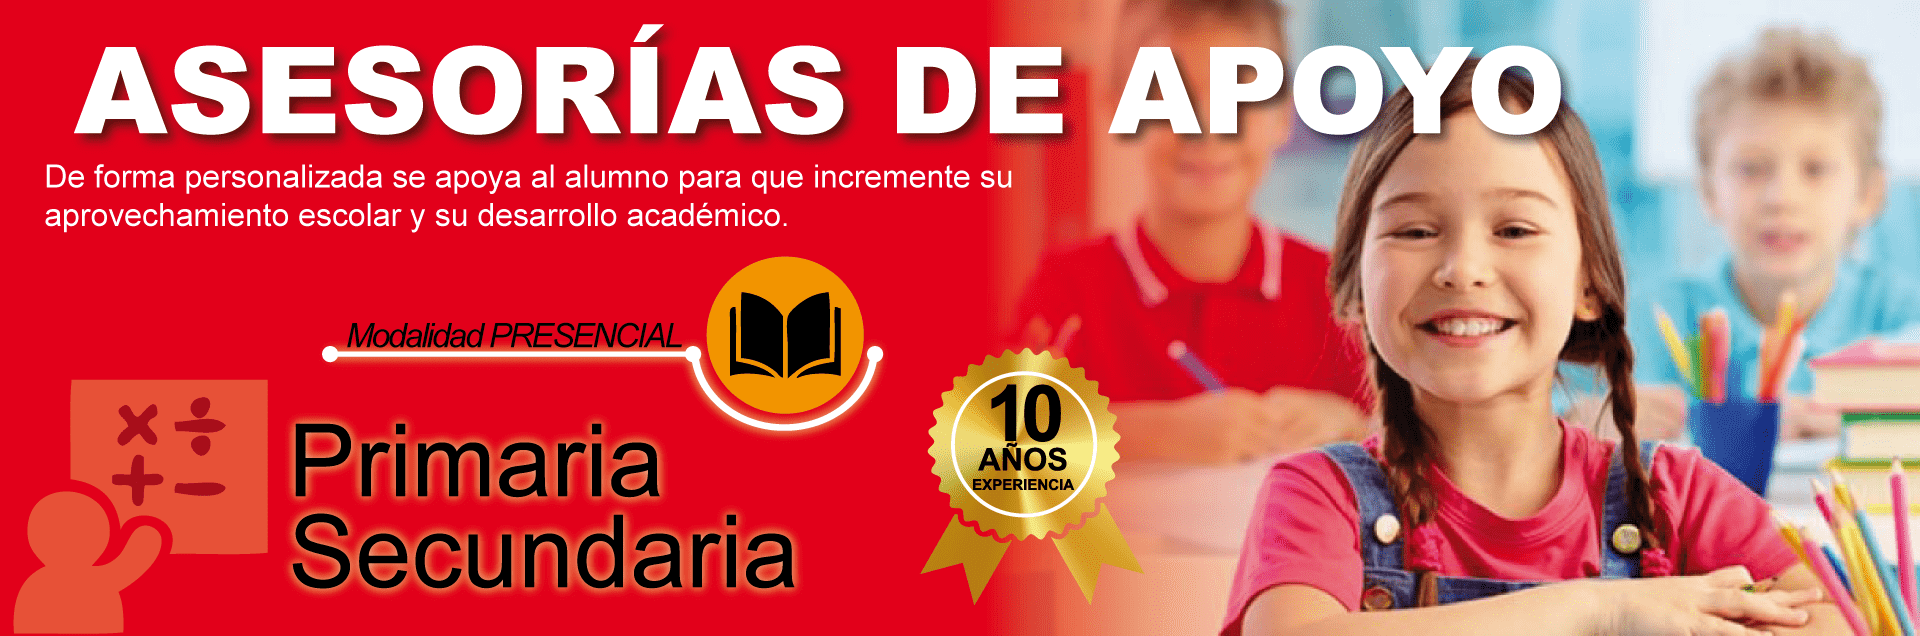 ASESORÍAS DE APOYO
De forma personalizada se apoya al alumno para que incremente su
aprovechamiento escolar y su desarrollo académico.
Modalidad PRESENCIAL
Primaria
Secundaria
10
AÑOS
EXPERIENCIA